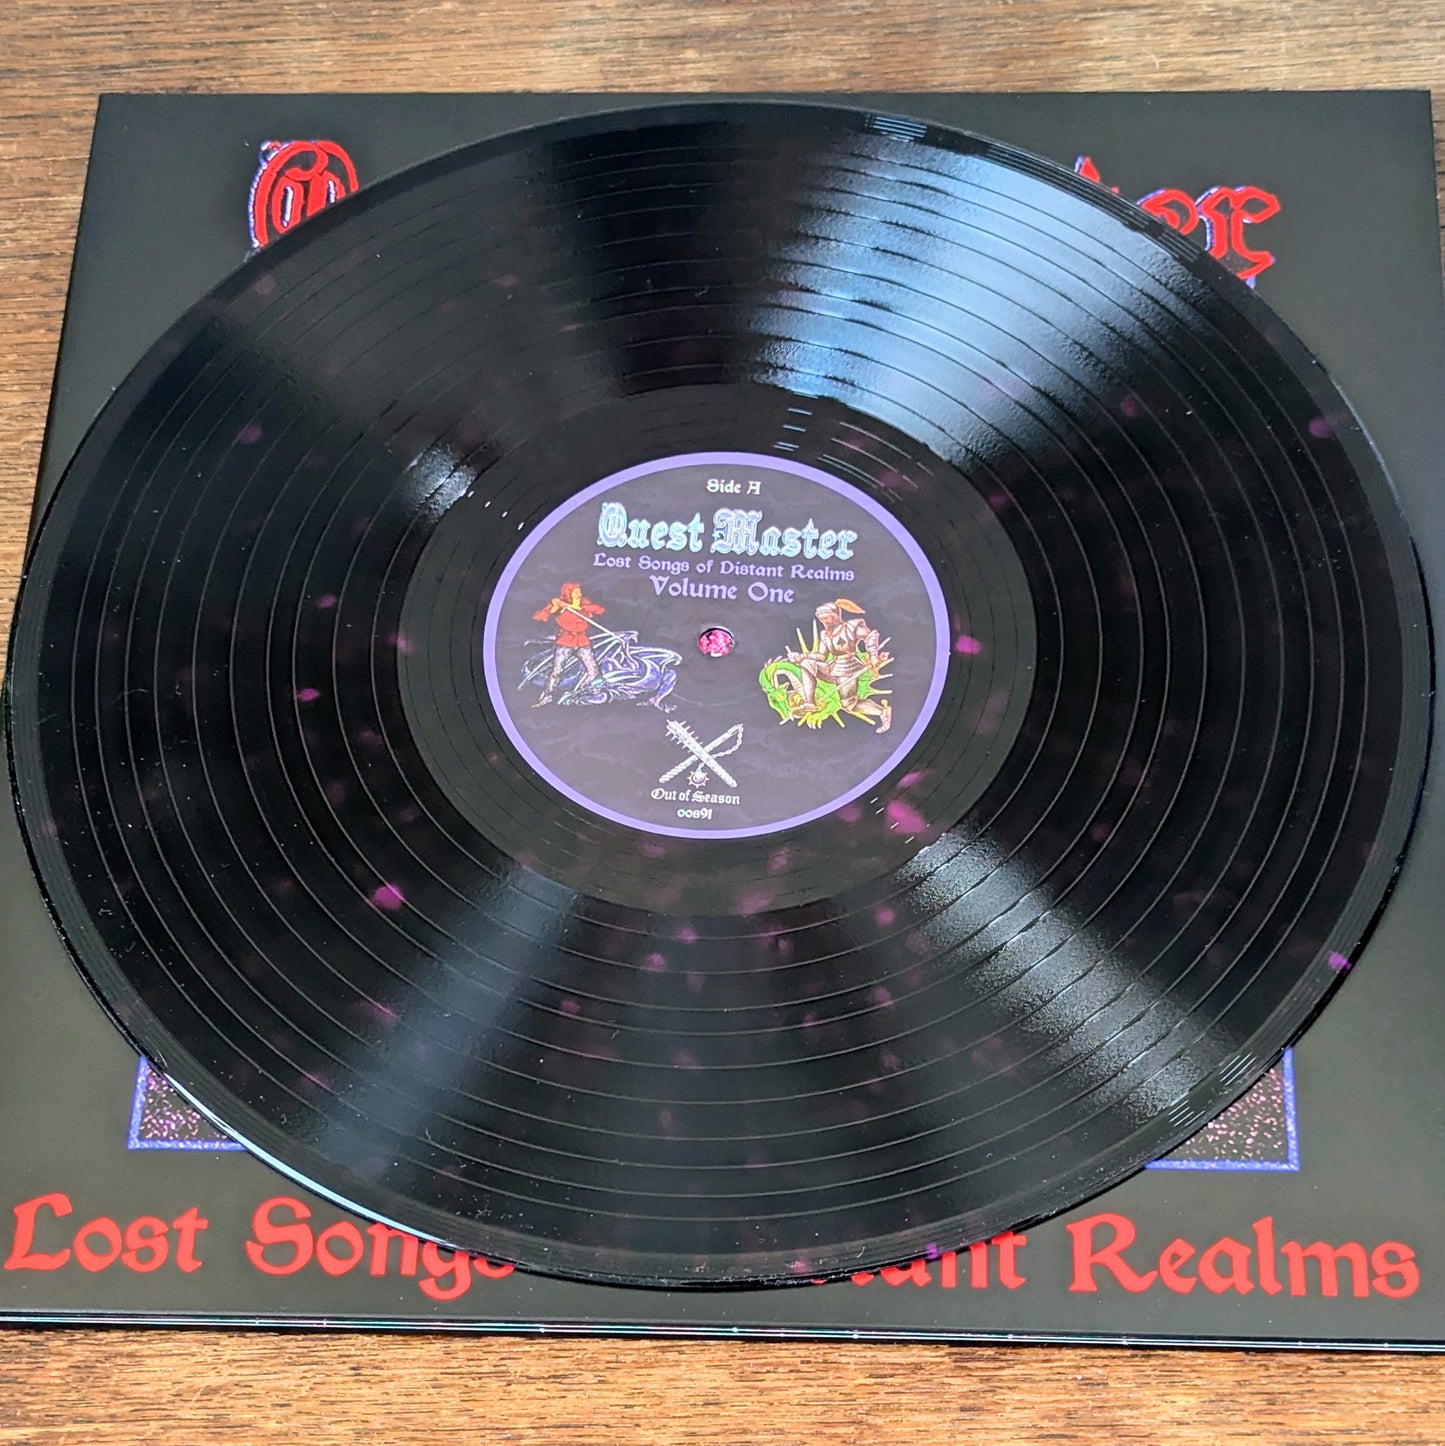 Side A
Quest Master
Lost Songs of Distant Realms
Volume One
Out of Season
00891
Lost Songs Realms